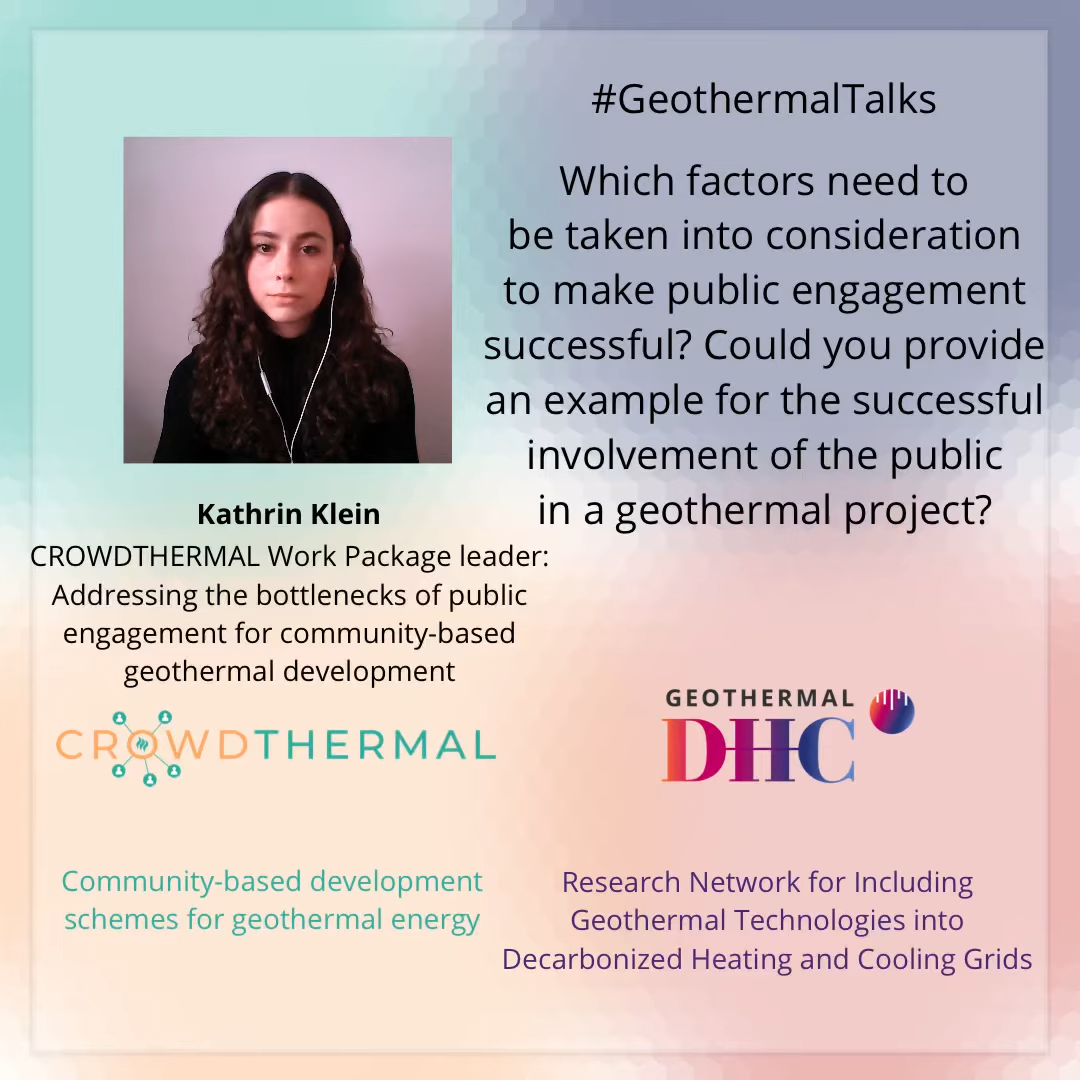 #GeothermalTalks
Which factors need to
be taken into consideration
to make public engagement
successful? Could you provide
an example for the successful
involvement of the public
in a geothermal project?
Kathrin Klein
CROWDTHERMAL Work Package leader:
Addressing the bottlenecks of public
engagement for community-based
geothermal development
CROWDTHERMAL
Community-based development
schemes for geothermal energy
GEOTHERMAL
DHC
Research Network for Including
Geothermal Technologies into
Decarbonized Heating and Cooling Grids